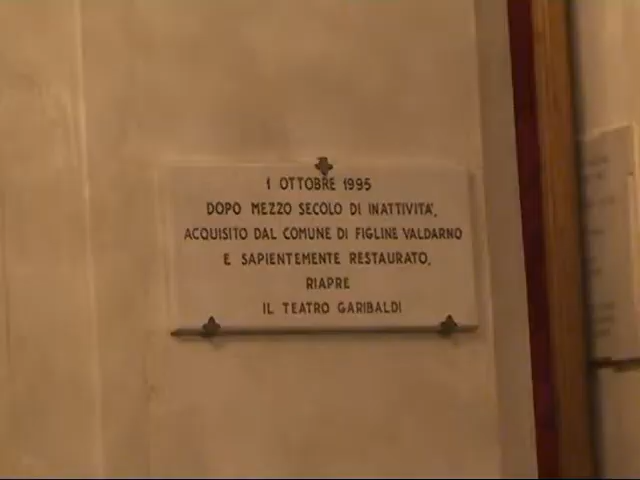 1 OTTOBRE 1995
DOPO MEZZO SECOLO DI INATTIVITA',
ACQUISITO DAL COMUNE DI FIGLINE VALDARNO
E SAPIENTEMENTE RESTAURATO,
RIAPRE
IL TEATRO GARIBALDI